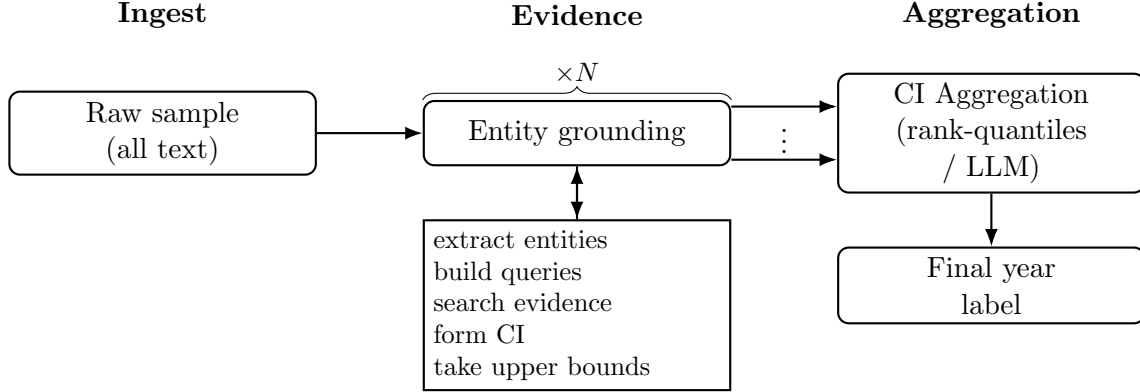 Ingest
Evidence
Aggregation
Raw sample
(all text)
×N
Entity grounding
⋮
CI Aggregation
(rank-quantiles
/ LLM)
extract entities
build queries
search evidence
form CI
take upper bounds
Final year
label